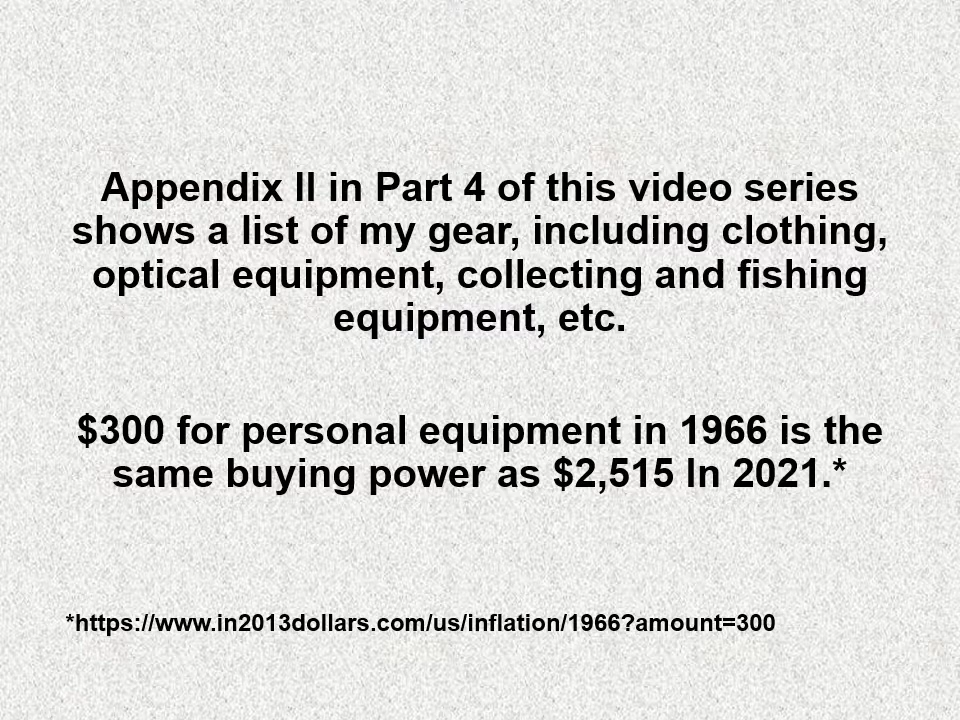 Appendix II in Part 4 of this video series
shows a list of my gear, including clothing,
optical equipment, collecting and fishing
equipment, etc.
$300 for personal equipment in 1966 is the
same buying power as $2,515 In 2021.*
*https://www.in2013dollars.com/us/inflation/1966?amount=300